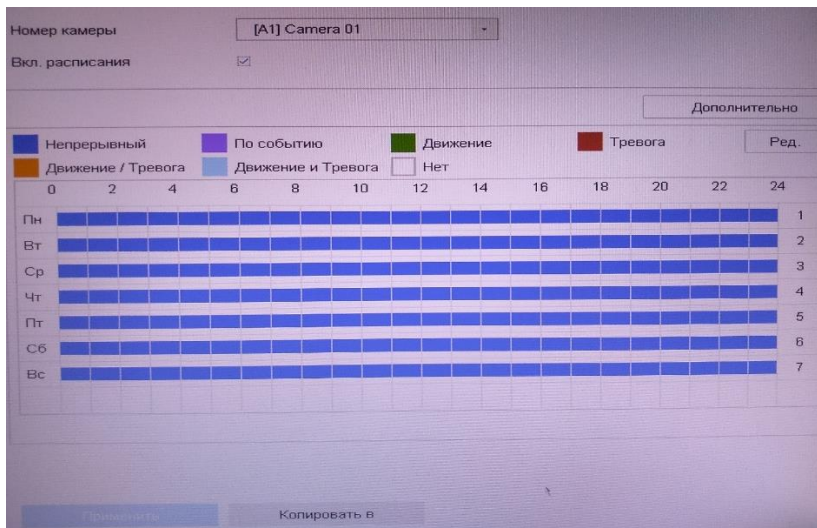 Номер камеры [A1] Camera 01
Вкл. расписания
Дополнительно
Непрерывный По событию Движение Тревога Ред.
Движение / Тревога Движение и Тревога Нет
0 2 4 6 8 10 12 14 16 18 20 22 24
Пн 1
Вт 2
Ср 3
Чт 4
Пт 5
Сб 6
Вс 7
Применить Копировать в